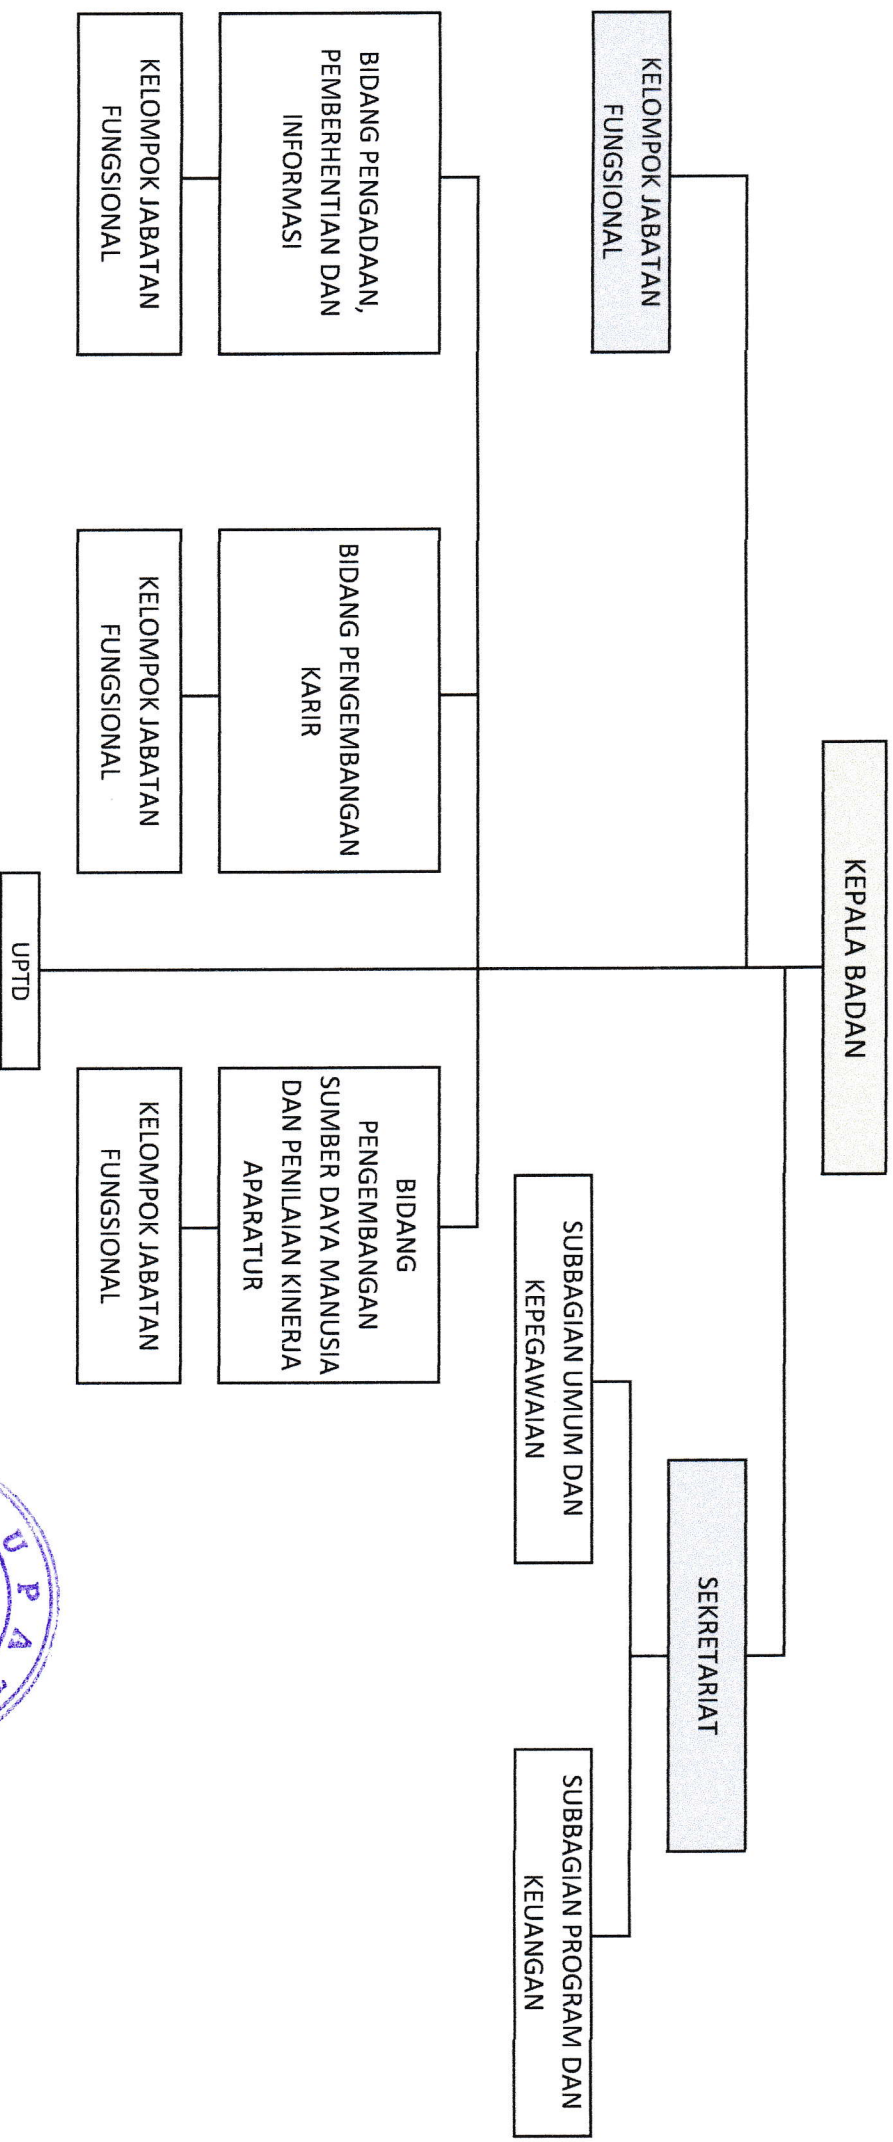 KEPALA BADAN
SEKRETARIAT
KELOMPOK JABATAN
FUNGSIONAL
SUBBAGIAN UMUM DAN
KEPEGAWAIAN
SUBBAGIAN PROGRAM DAN
KEUANGAN
BIDANG PENGADAAN,
PEMBERHENTIAN DAN
INFORMASI
BIDANG PENGEMBANGAN
KARIR
BIDANG
PENGEMBANGAN
SUMBER DAYA MANUSIA
DAN PENILAIAN KINERJA
APARATUR
KELOMPOK JABATAN
FUNGSIONAL
KELOMPOK JABATAN
FUNGSIONAL
KELOMPOK JABATAN
FUNGSIONAL
UPTD